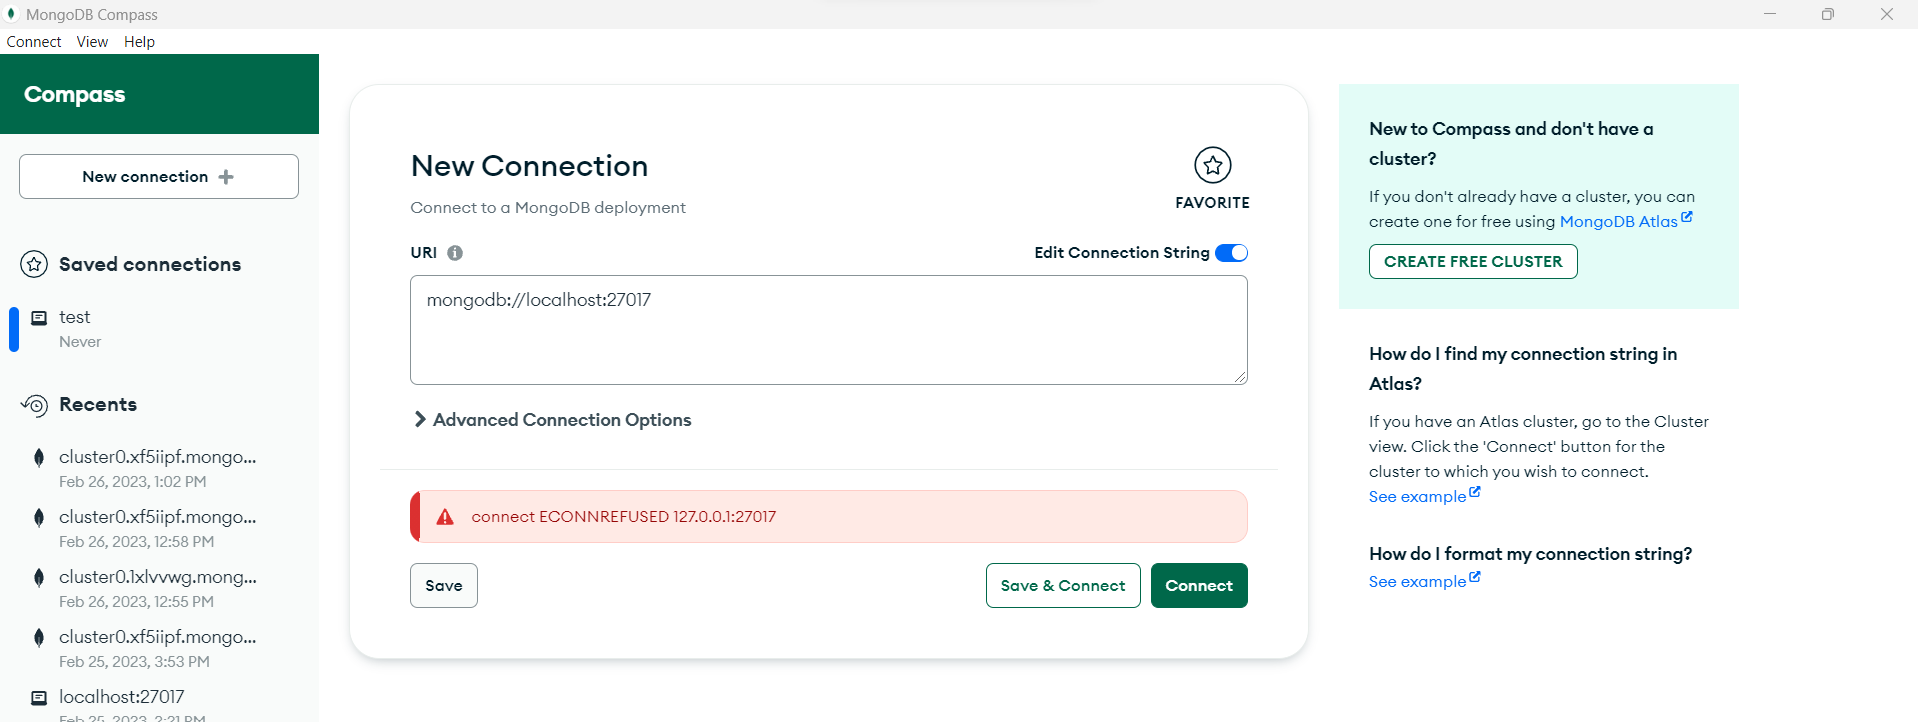 MongoDB Compass
Connect View Help
Compass
New connection
Saved connections
test
Never
Recents
cluster0.xf5iipf.mongo...
Feb 26, 2023, 1:02 PM
cluster0.xf5iipf.mongo...
Feb 26, 2023, 12:58 PM
cluster0.1xlvvwg.mong...
Feb 26, 2023, 12:55 PM
cluster0.xf5iipf.mongo...
Feb 25, 2023, 3:53 PM
localhost:27017
Feb 25, 2023, 2:21 PM
New Connection
FAVORITE
Connect to a MongoDB deployment
URI
Edit Connection String
mongodb://localhost:27017
Advanced Connection Options
connect ECONNREFUSED 127.0.0.1:27017
Save
Save & Connect
Connect
New to Compass and don't have a
cluster?
If you don't already have a cluster, you can
create one for free using MongoDB Atlas
CREATE FREE CLUSTER
How do I find my connection string in
Atlas?
If you have an Atlas cluster, go to the Cluster
view. Click the 'Connect' button for the
cluster to which you wish to connect.
See example
How do I format my connection string?
See example